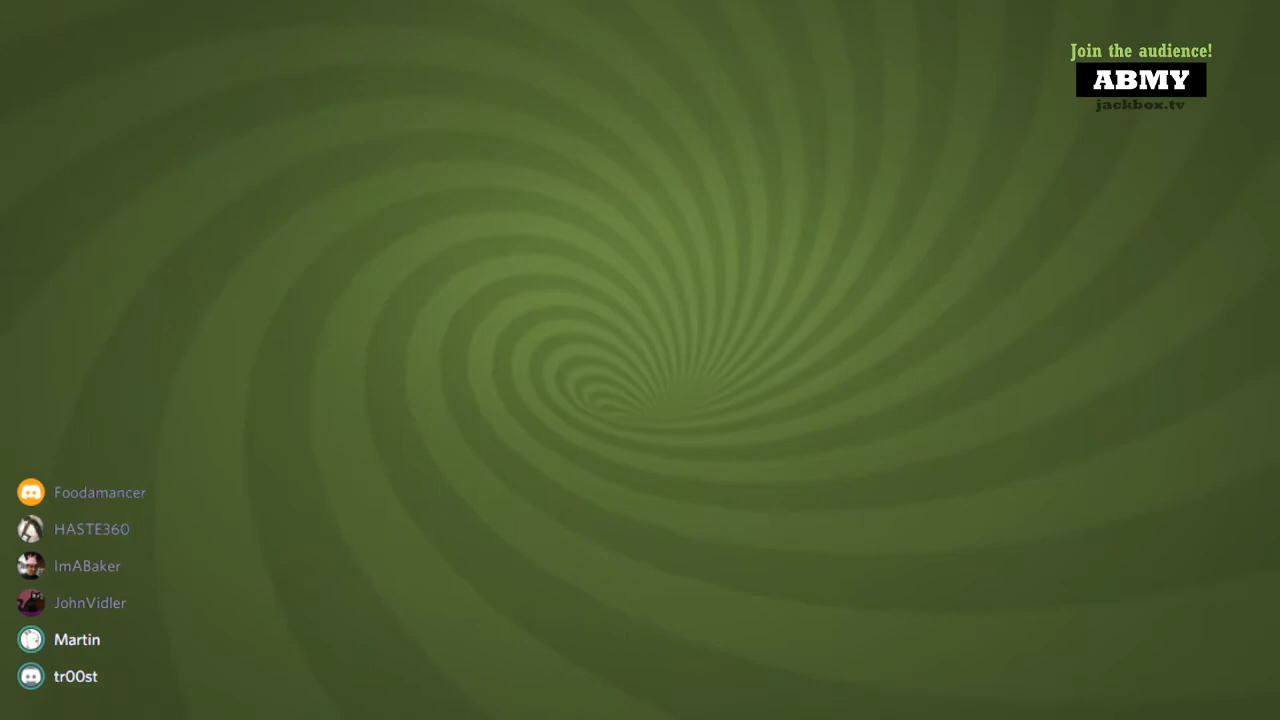 Join the audience!
ABMY
jackbox.tv
Foodamancer
HASTE360
ImABaker
JohnVidler
Martin
tr00st